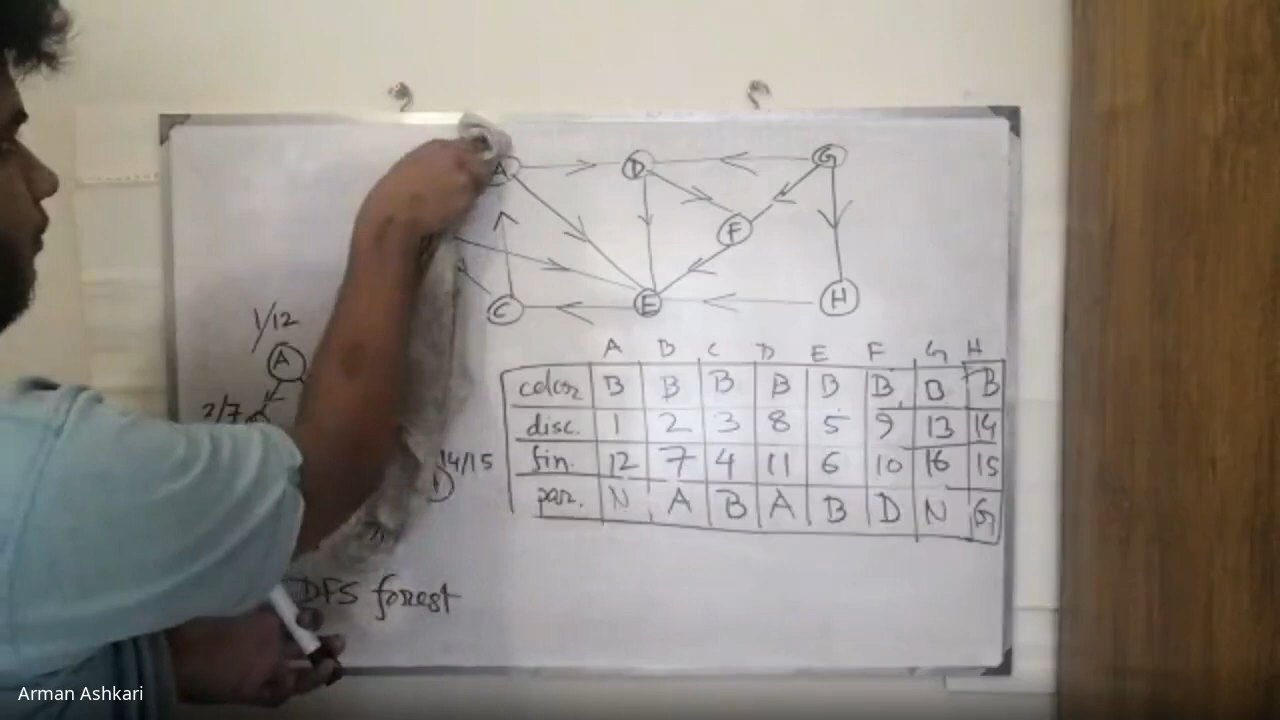 A D G
F
C E H
1/12
A
2/7
14/15
A B C D E F G H
color B B B B B B B B
disc. 1 2 3 8 5 9 13 14
fin. 12 7 4 11 6 10 16 15
par. N A B A B D N G
DFS forest
Arman Ashkari